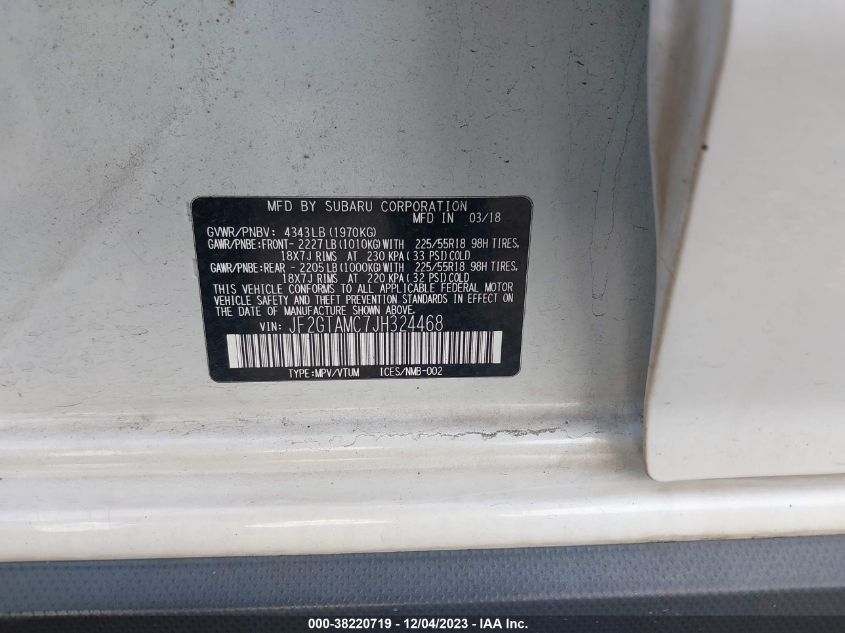 MFD BY SUBARU CORPORATION
MFD IN 03/18
GVWR/PNBV: 4343LB(1970KG)
GAWR/PNBE:FRONT- 2227LB(1010KG)WITH 225/55R18 98H TIRES,
18X7J RIMS AT 230 KPA( 33 PSI)COLD
GAWR/PNBE:REAR - 2205LB(1000KG)WITH 225/55R18 98H TIRES,
18X7J RIMS AT 220 KPA( 32 PSI)COLD
THIS VEHICLE CONFORMS TO ALL APPLICABLE FEDERAL MOTOR
VEHICLE SAFETY AND THEFT PREVENTION STANDARDS IN EFFECT ON
THE DATE OF MANUFACTURE SHOWN ABOVE.
VIN: JF2GTAMC7JH324468
TYPE:MPV/VTUM ICES/NMB-002
000-38220719 - 12/04/2023 - IAA Inc.